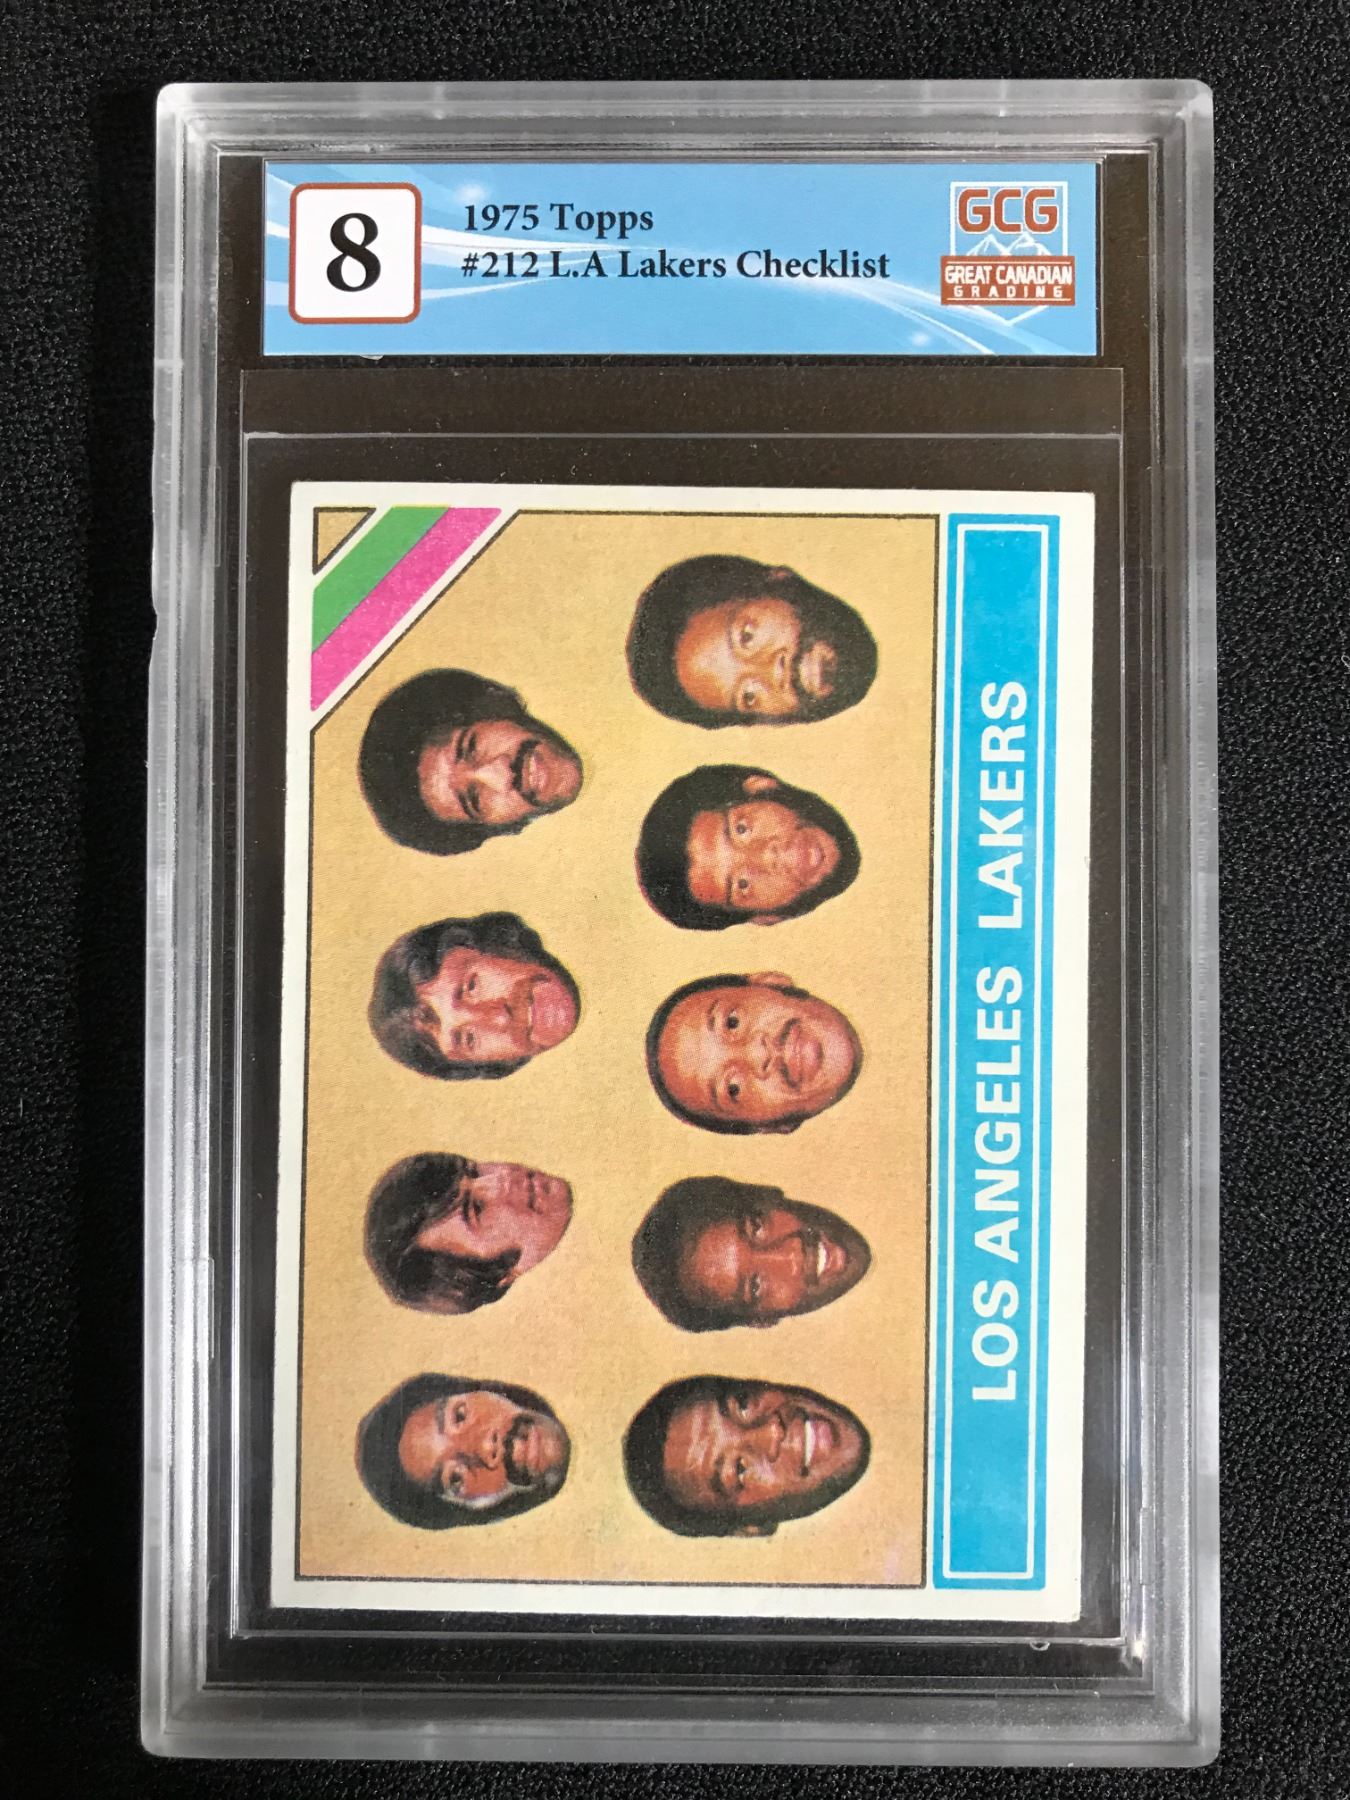 8
1975 Topps
#212 L.A Lakers Checklist
GCG
GREAT CANADIAN
GRADING
LOS ANGELES LAKERS